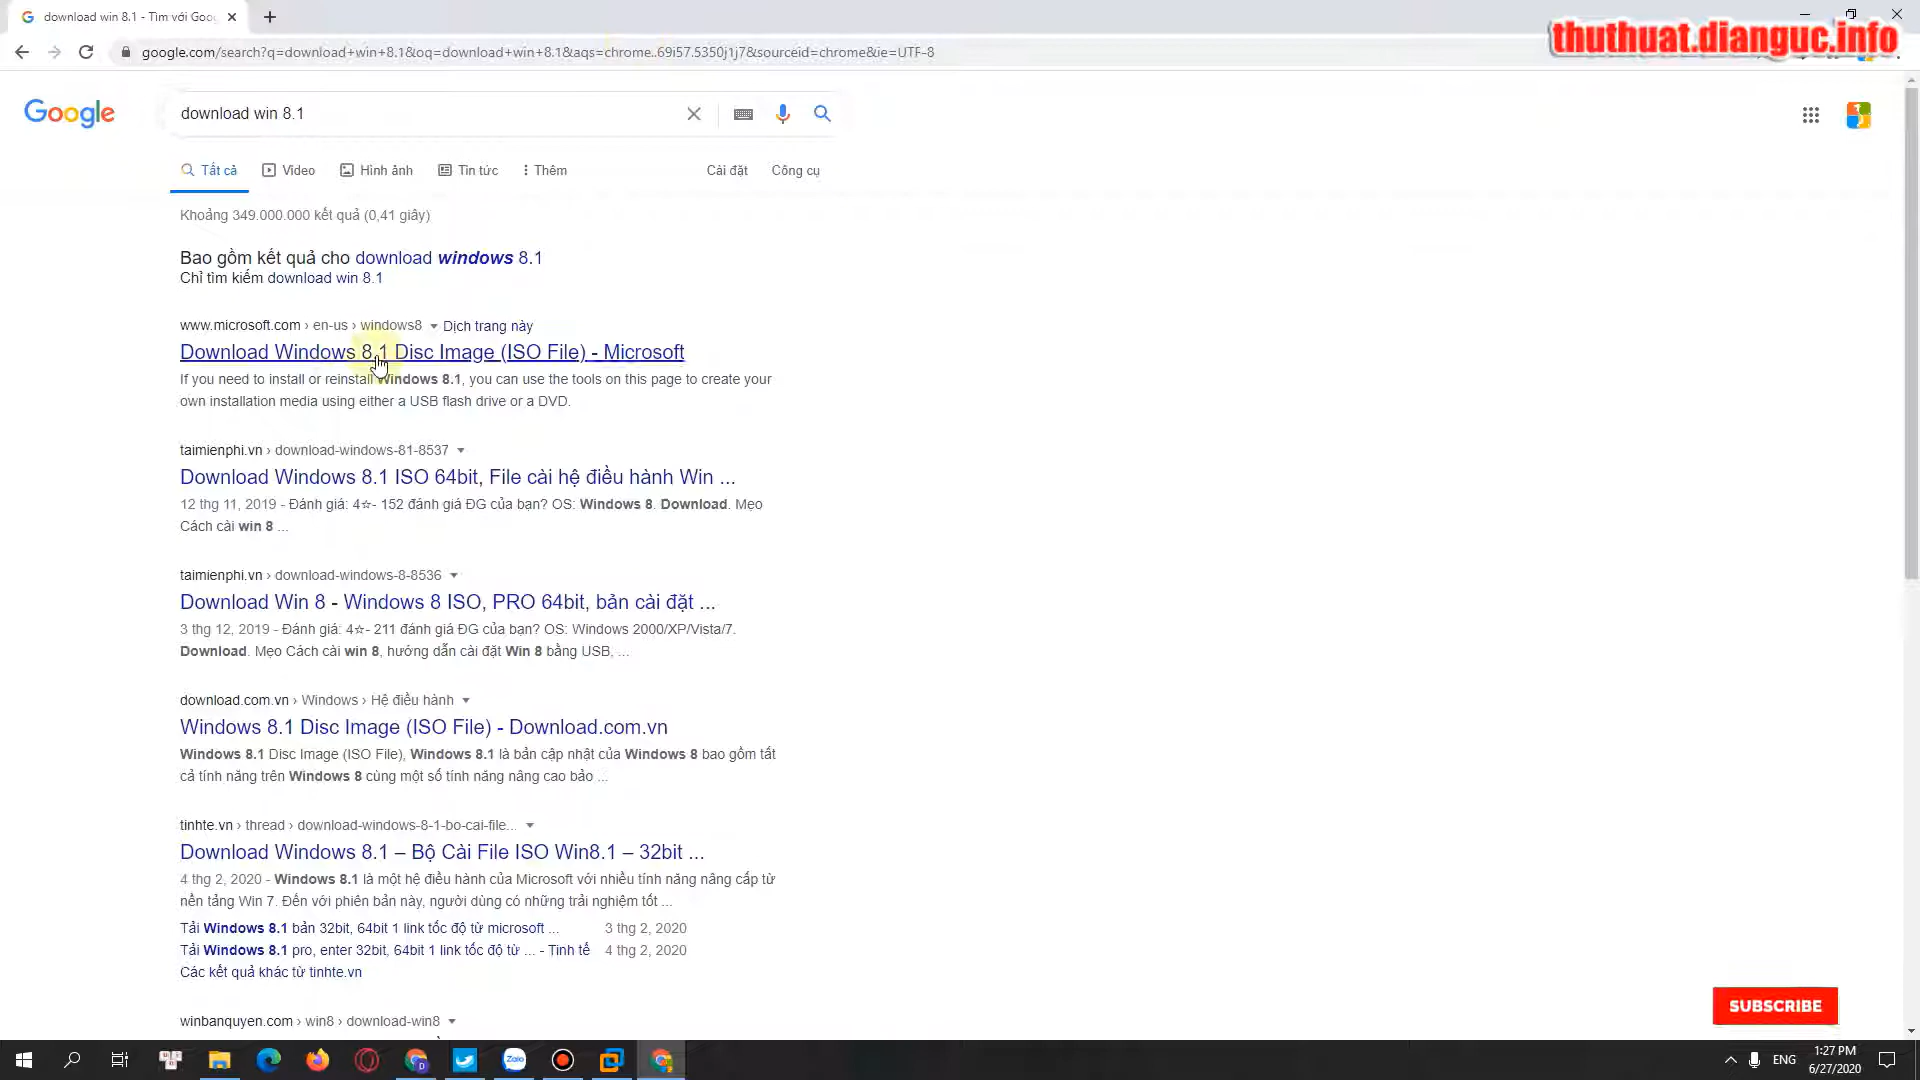 download win 8.1 - Tìm với Goo
thuthuat.dianguc.info
google.com/search?q=download+win+8.1&oq=download+win+8.1&aqs=chrome..69i57.5350j1j7&sourceid=chrome&ie=UTF-8
Google
download win 8.1
Tất cả Video Hình ảnh Tin tức Thêm Cài đặt Công cụ
Khoảng 349.000.000 kết quả (0,41 giây)
Bao gồm kết quả cho download windows 8.1
Chỉ tìm kiếm download win 8.1
www.microsoft.com › en-us › windows8 Dịch trang này
Download Windows 8.1 Disc Image (ISO File) - Microsoft
If you need to install or reinstall Windows 8.1, you can use the tools on this page to create your
own installation media using either a USB flash drive or a DVD.
taimienphi.vn › download-windows-81-8537
Download Windows 8.1 ISO 64bit, File cài hệ điều hành Win ...
12 thg 11, 2019 - Đánh giá: 4☆- 152 đánh giá ĐG của bạn? OS: Windows 8. Download. Mẹo
Cách cài win 8 ...
taimienphi.vn › download-windows-8-8536
Download Win 8 - Windows 8 ISO, PRO 64bit, bản cài đặt ...
3 thg 12, 2019 - Đánh giá: 4☆- 211 đánh giá ĐG của bạn? OS: Windows 2000/XP/Vista/7.
Download. Mẹo Cách cài win 8, hướng dẫn cài đặt Win 8 bằng USB, ...
download.com.vn › Windows › Hệ điều hành
Windows 8.1 Disc Image (ISO File) - Download.com.vn
Windows 8.1 Disc Image (ISO File), Windows 8.1 là bản cập nhật của Windows 8 bao gồm tất
cả tính năng trên Windows 8 cùng một số tính năng nâng cao bảo ...
tinhte.vn › thread › download-windows-8-1-bo-cai-file...
Download Windows 8.1 – Bộ Cài File ISO Win8.1 – 32bit ...
4 thg 2, 2020 - Windows 8.1 là một hệ điều hành của Microsoft với nhiều tính năng nâng cấp từ
nền tảng Win 7. Đến với phiên bản này, người dùng có những trải nghiệm tốt ...
Tải Windows 8.1 bản 32bit, 64bit 1 link tốc độ từ microsoft ... 3 thg 2, 2020
Tải Windows 8.1 pro, enter 32bit, 64bit 1 link tốc độ từ ... - Tinh tế 4 thg 2, 2020
Các kết quả khác từ tinhte.vn
SUBSCRIBE
winbanquyen.com › win8 › download-win8
Zalo
ENG
1:27 PM
6/27/2020